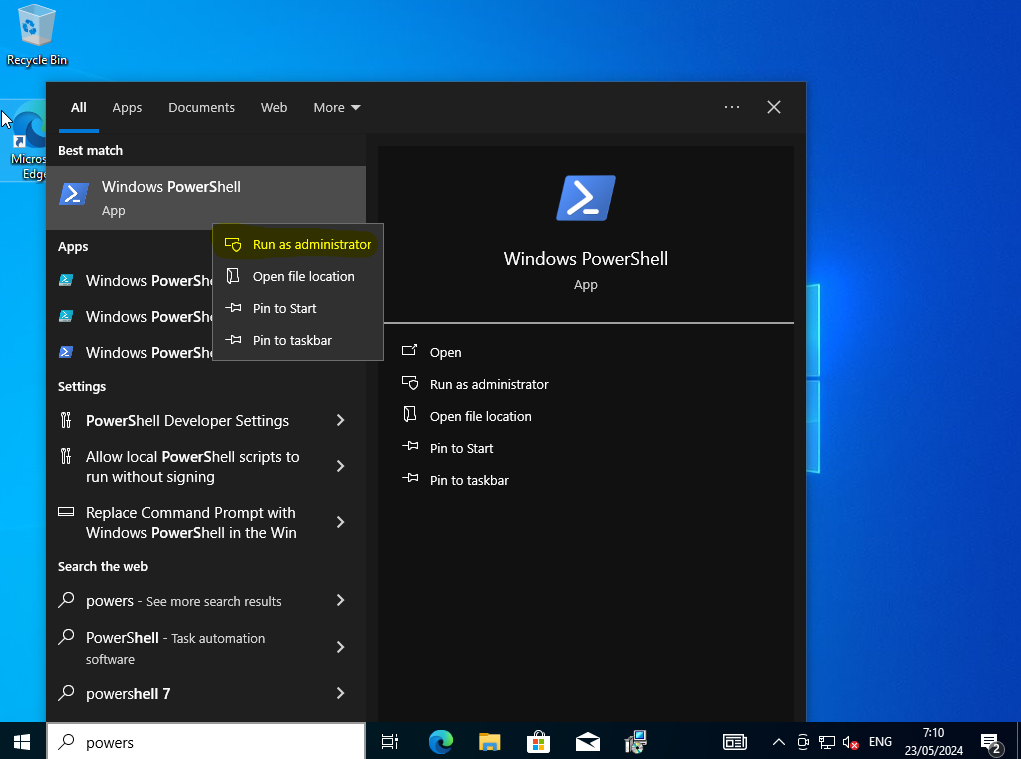 Recycle Bin
Micros
Edge
All Apps Documents Web More
Best match
Windows PowerShell
App
Apps
Windows PowerShe
Windows PowerShe
Windows PowerShe
Run as administrator
Open file location
Pin to Start
Pin to taskbar
Settings
PowerShell Developer Settings
Allow local PowerShell scripts to
run without signing
Replace Command Prompt with
Windows PowerShell in the Win
Search the web
powers - See more search results
PowerShell - Task automation
software
powershell 7
Windows PowerShell
App
Open
Run as administrator
Open file location
Pin to Start
Pin to taskbar
powers
ENG
7:10
23/05/2024
2